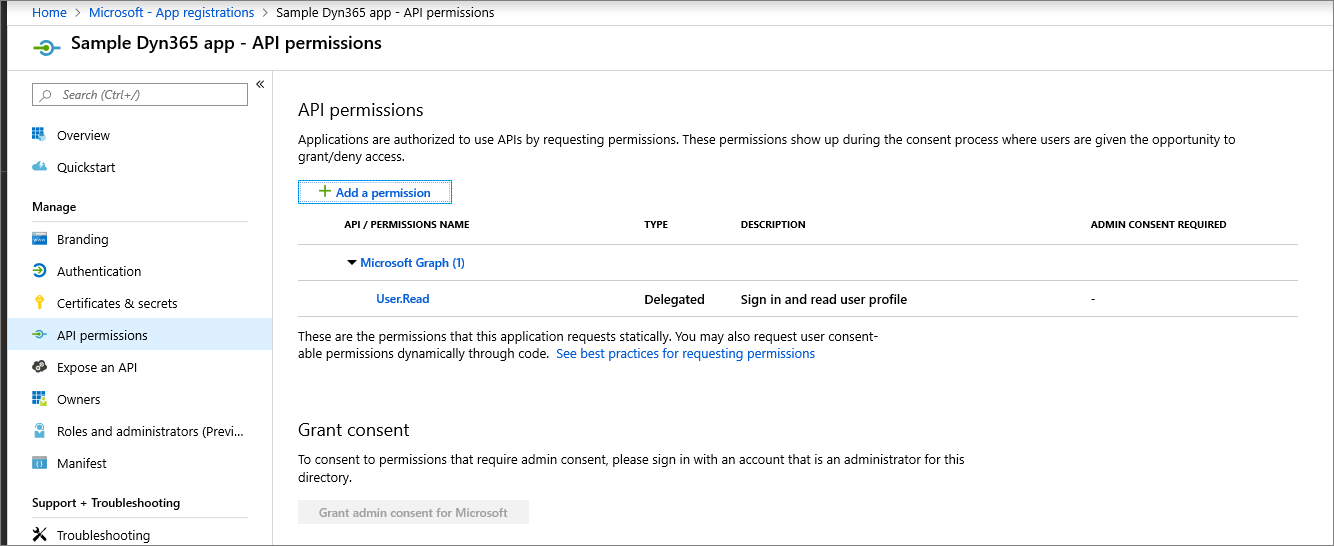 Home > Microsoft - App registrations > Sample Dyn365 app - API permissions
Sample Dyn365 app - API permissions
Search (Ctrl+/)
«
Overview
Quickstart
Manage
Branding
Authentication
Certificates & secrets
API permissions
Expose an API
Owners
Roles and administrators (Previ...
Manifest
Support + Troubleshooting
Troubleshooting
API permissions
Applications are authorized to use APIs by requesting permissions. These permissions show up during the consent process where users are given the opportunity to
grant/deny access.
+ Add a permission
API / PERMISSIONS NAME TYPE DESCRIPTION ADMIN CONSENT REQUIRED
Microsoft Graph (1)
User.Read Delegated Sign in and read user profile -
These are the permissions that this application requests statically. You may also request user consent-
able permissions dynamically through code. See best practices for requesting permissions
Grant consent
To consent to permissions that require admin consent, please sign in with an account that is an administrator for this
directory.
Grant admin consent for Microsoft